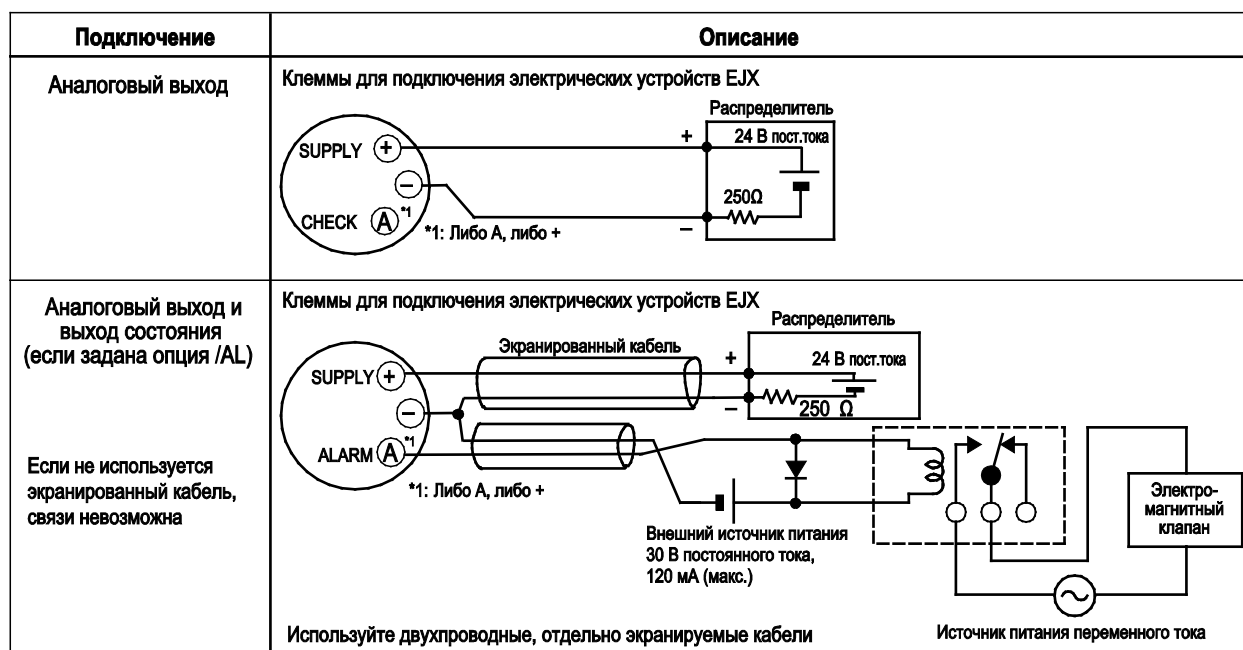 Подключение
Описание
Аналоговый выход
Клеммы для подключения электрических устройств EJX
Распределитель
SUPPLY +
+
24 В пост.тока
–
250Ω
CHECK A *1
*1: Либо А, либо +
–
Аналоговый выход и
выход состояния
(если задана опция /AL)
Если не используется
экранированный кабель,
связи невозможна
Клеммы для подключения электрических устройств EJX
Распределитель
Экранированный кабель
+
24 В пост.тока
SUPPLY +
–
–
250 Ω
ALARM A *1
*1: Либо А, либо +
Внешний источник питания
30 В постоянного тока,
120 мА (макс.)
Электро-
магнитный
клапан
Используйте двухпроводные, отдельно экранируемые кабели
Источник питания переменного тока